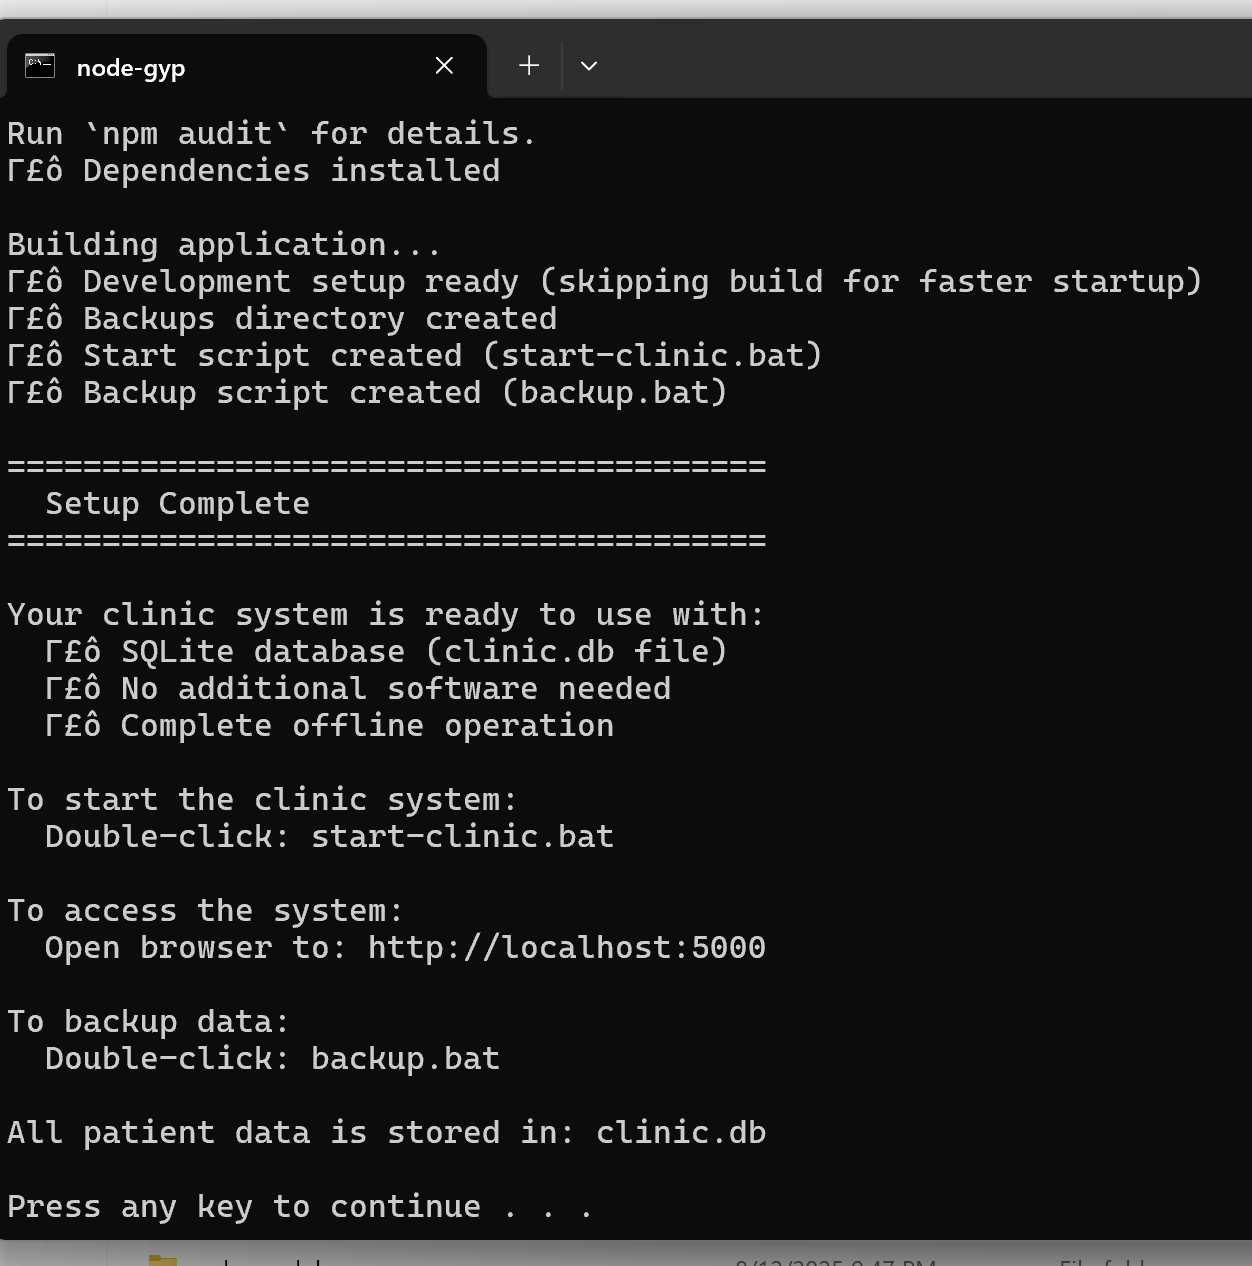 node-gyp
Run `npm audit` for details.
Γ£ô Dependencies installed
Building application...
Γ£ô Development setup ready (skipping build for faster startup)
Γ£ô Backups directory created
Γ£ô Start script created (start-clinic.bat)
Γ£ô Backup script created (backup.bat)
========================================
Setup Complete
========================================
Your clinic system is ready to use with:
Γ£ô SQLite database (clinic.db file)
Γ£ô No additional software needed
Γ£ô Complete offline operation
To start the clinic system:
Double-click: start-clinic.bat
To access the system:
Open browser to: http://localhost:5000
To backup data:
Double-click: backup.bat
All patient data is stored in: clinic.db
Press any key to continue . . .